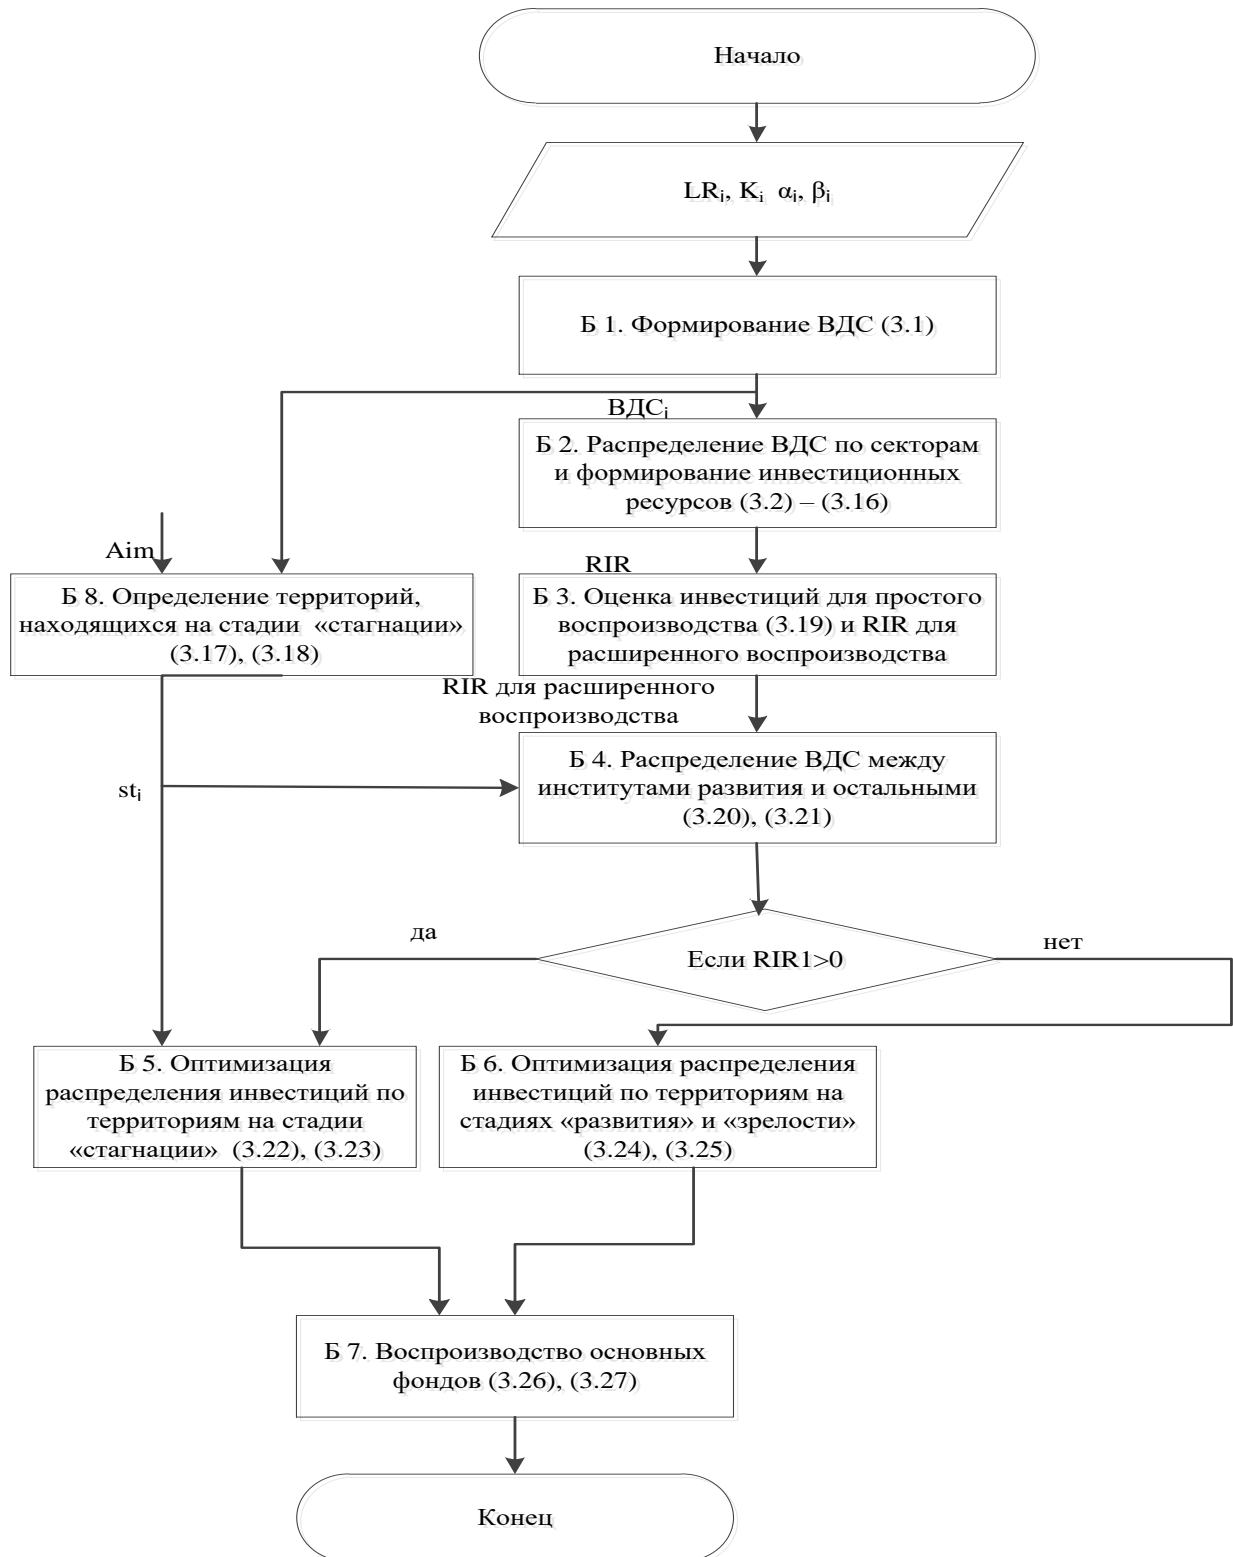 Начало
LRᵢ, Kᵢ αᵢ, βᵢ
Б 1. Формирование ВДС (3.1)
ВДСᵢ
Б 2. Распределение ВДС по секторам
и формирование инвестиционных
ресурсов (3.2) – (3.16)
Aim
RIR
Б 8. Определение территорий,
находящихся на стадии «стагнации»
(3.17), (3.18)
Б 3. Оценка инвестиций для простого
воспроизводства (3.19) и RIR для
расширенного воспроизводства
RIR для расширенного
воспроизводства
stᵢ
Б 4. Распределение ВДС между
институтами развития и остальными
(3.20), (3.21)
да
Если RIR1>0
нет
Б 5. Оптимизация
распределения инвестиций по
территориям на стадии
«стагнации» (3.22), (3.23)
Б 6. Оптимизация распределения
инвестиций по территориям на
стадиях «развития» и «зрелости»
(3.24), (3.25)
Б 7. Воспроизводство основных
фондов (3.26), (3.27)
Конец